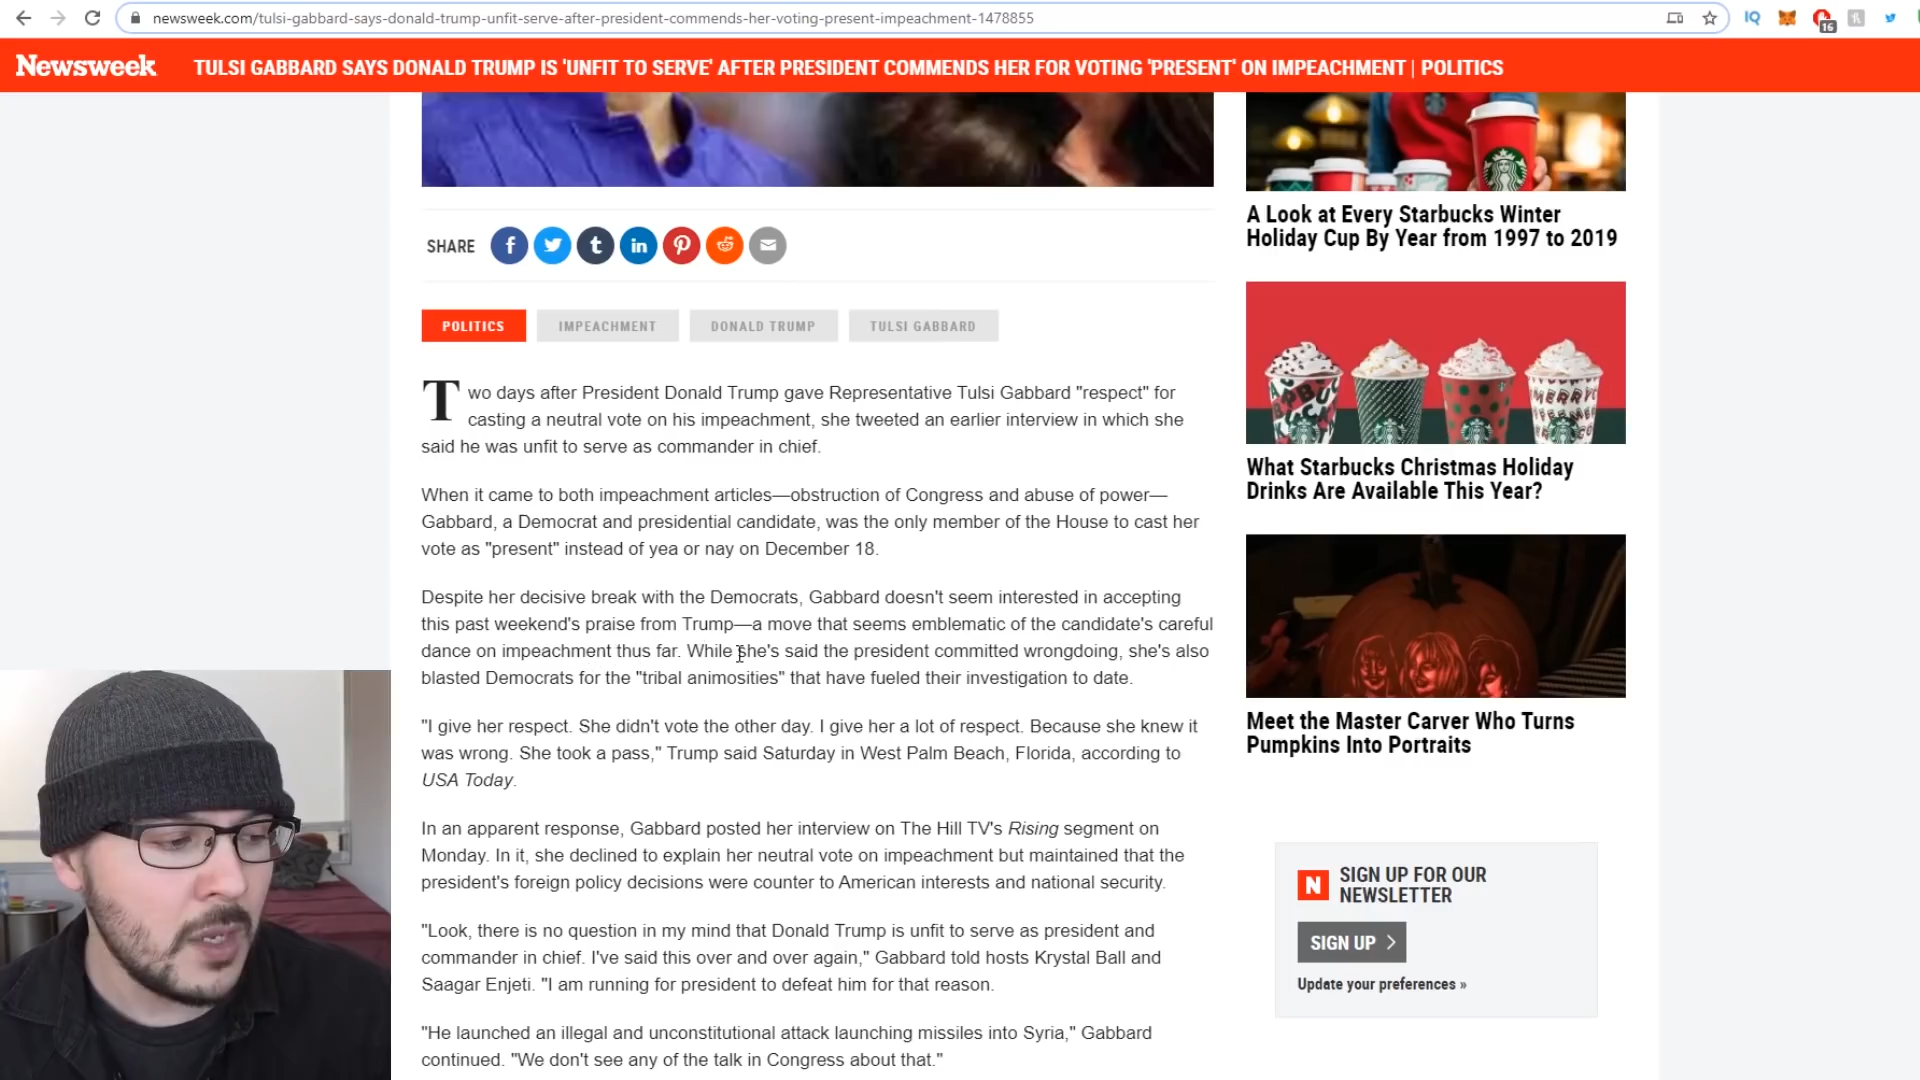 newsweek.com/tulsi-gabbard-says-donald-trump-unfit-serve-after-president-commends-her-voting-present-impeachment-1478855
IQ
16
Newsweek
TULSI GABBARD SAYS DONALD TRUMP IS 'UNFIT TO SERVE' AFTER PRESIDENT COMMENDS HER FOR VOTING 'PRESENT' ON IMPEACHMENT | POLITICS
SHARE
POLITICS
IMPEACHMENT
DONALD TRUMP
TULSI GABBARD
Two days after President Donald Trump gave Representative Tulsi Gabbard "respect" for
casting a neutral vote on his impeachment, she tweeted an earlier interview in which she
said he was unfit to serve as commander in chief.
When it came to both impeachment articles—obstruction of Congress and abuse of power—
Gabbard, a Democrat and presidential candidate, was the only member of the House to cast her
vote as "present" instead of yea or nay on December 18.
Despite her decisive break with the Democrats, Gabbard doesn't seem interested in accepting
this past weekend's praise from Trump—a move that seems emblematic of the candidate's careful
dance on impeachment thus far. While she's said the president committed wrongdoing, she's also
blasted Democrats for the "tribal animosities" that have fueled their investigation to date.
"I give her respect. She didn't vote the other day. I give her a lot of respect. Because she knew it
was wrong. She took a pass," Trump said Saturday in West Palm Beach, Florida, according to
USA Today.
In an apparent response, Gabbard posted her interview on The Hill TV's Rising segment on
Monday. In it, she declined to explain her neutral vote on impeachment but maintained that the
president's foreign policy decisions were counter to American interests and national security.
"Look, there is no question in my mind that Donald Trump is unfit to serve as president and
commander in chief. I've said this over and over again," Gabbard told hosts Krystal Ball and
Saagar Enjeti. "I am running for president to defeat him for that reason.
"He launched an illegal and unconstitutional attack launching missiles into Syria," Gabbard
continued. "We don't see any of the talk in Congress about that."
A Look at Every Starbucks Winter
Holiday Cup By Year from 1997 to 2019
What Starbucks Christmas Holiday
Drinks Are Available This Year?
Meet the Master Carver Who Turns
Pumpkins Into Portraits
N
SIGN UP FOR OUR
NEWSLETTER
SIGN UP >
Update your preferences »